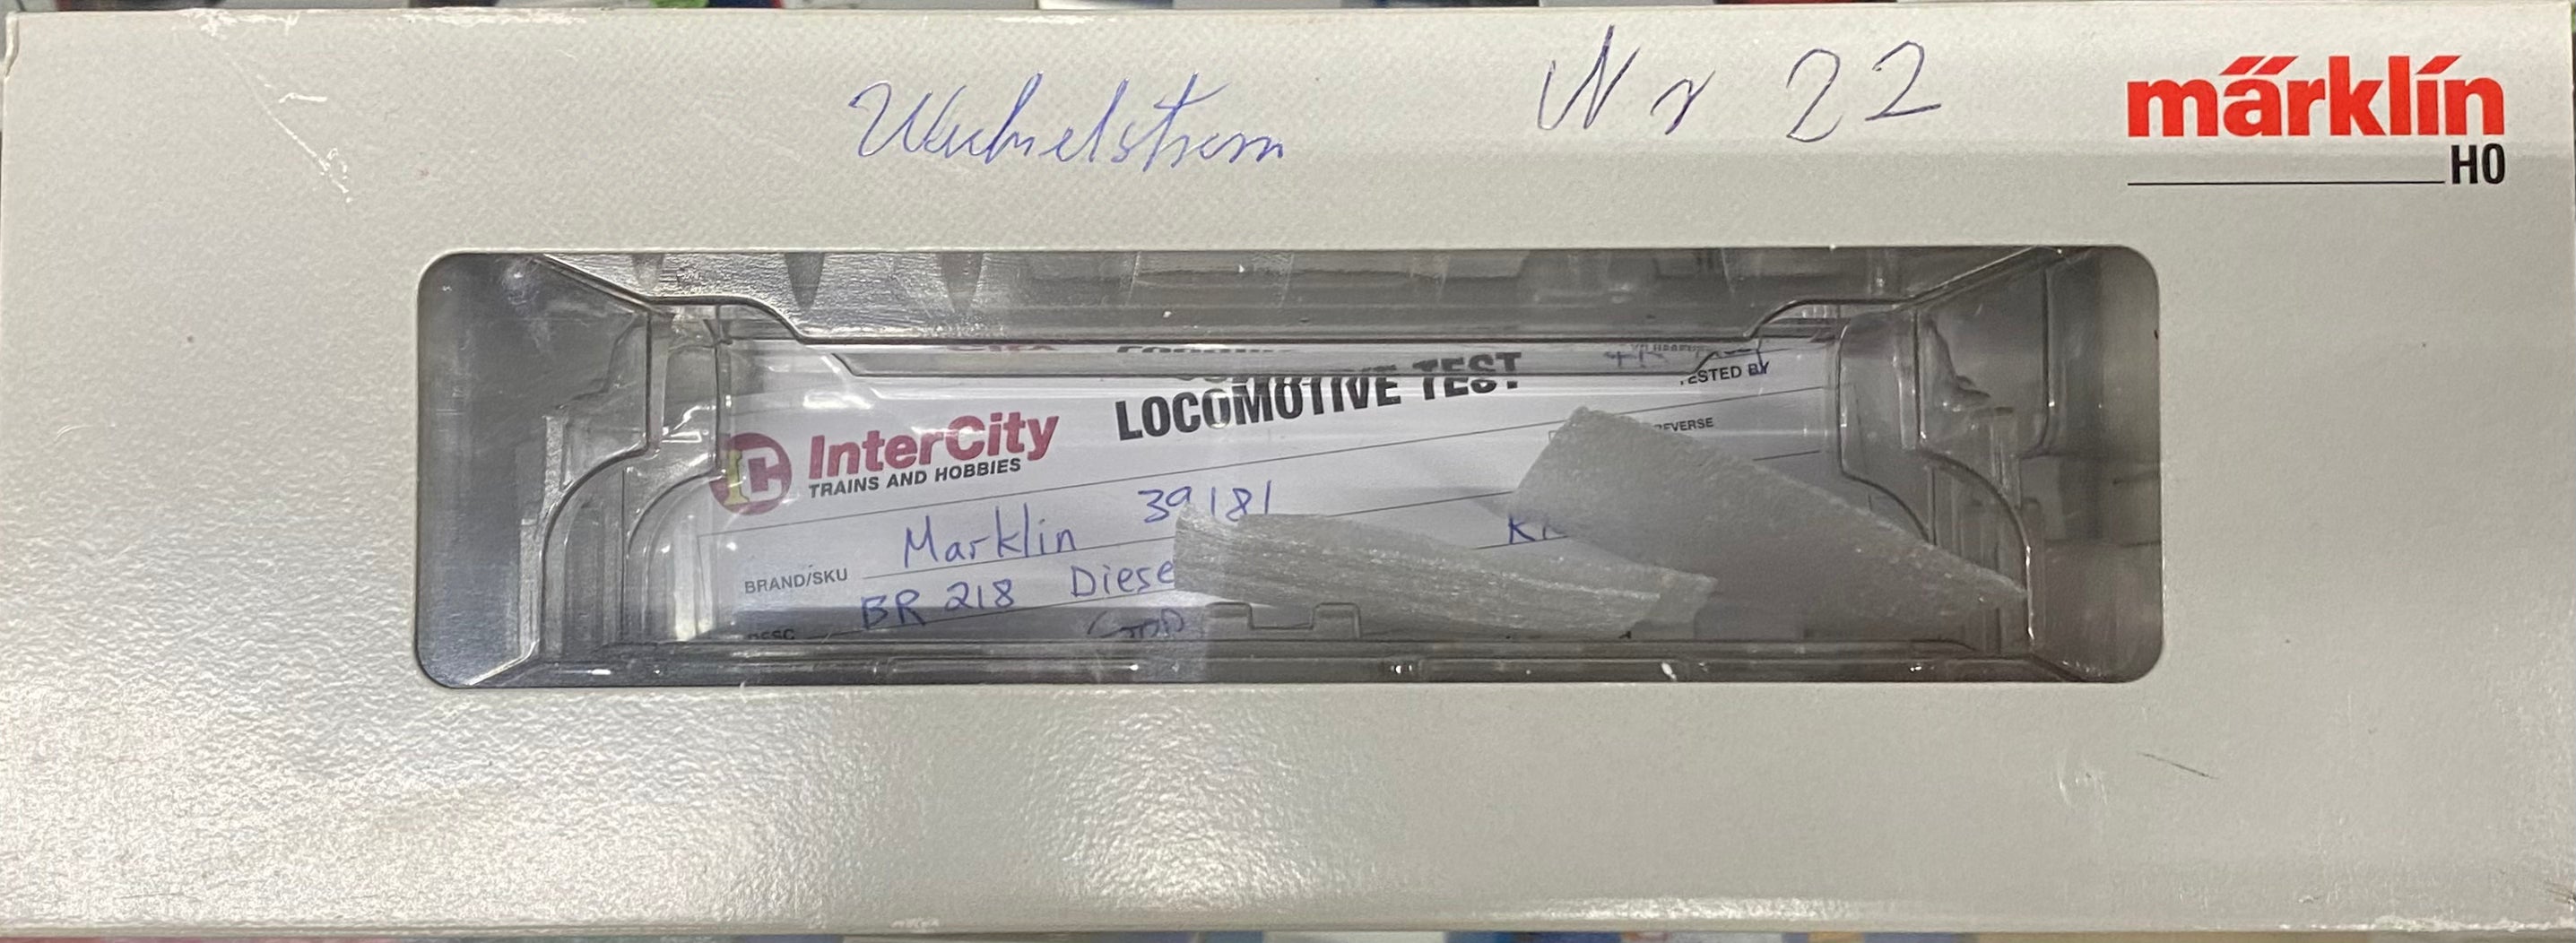 Wechselstrom Nr 22
märklin
H0
LOCOMOTIVE TEST
TESTED BY
InterCity
TRAINS AND HOBBIES
REVERSE
BRAND/SKU Marklin 39181
DESC BR 218 Diese